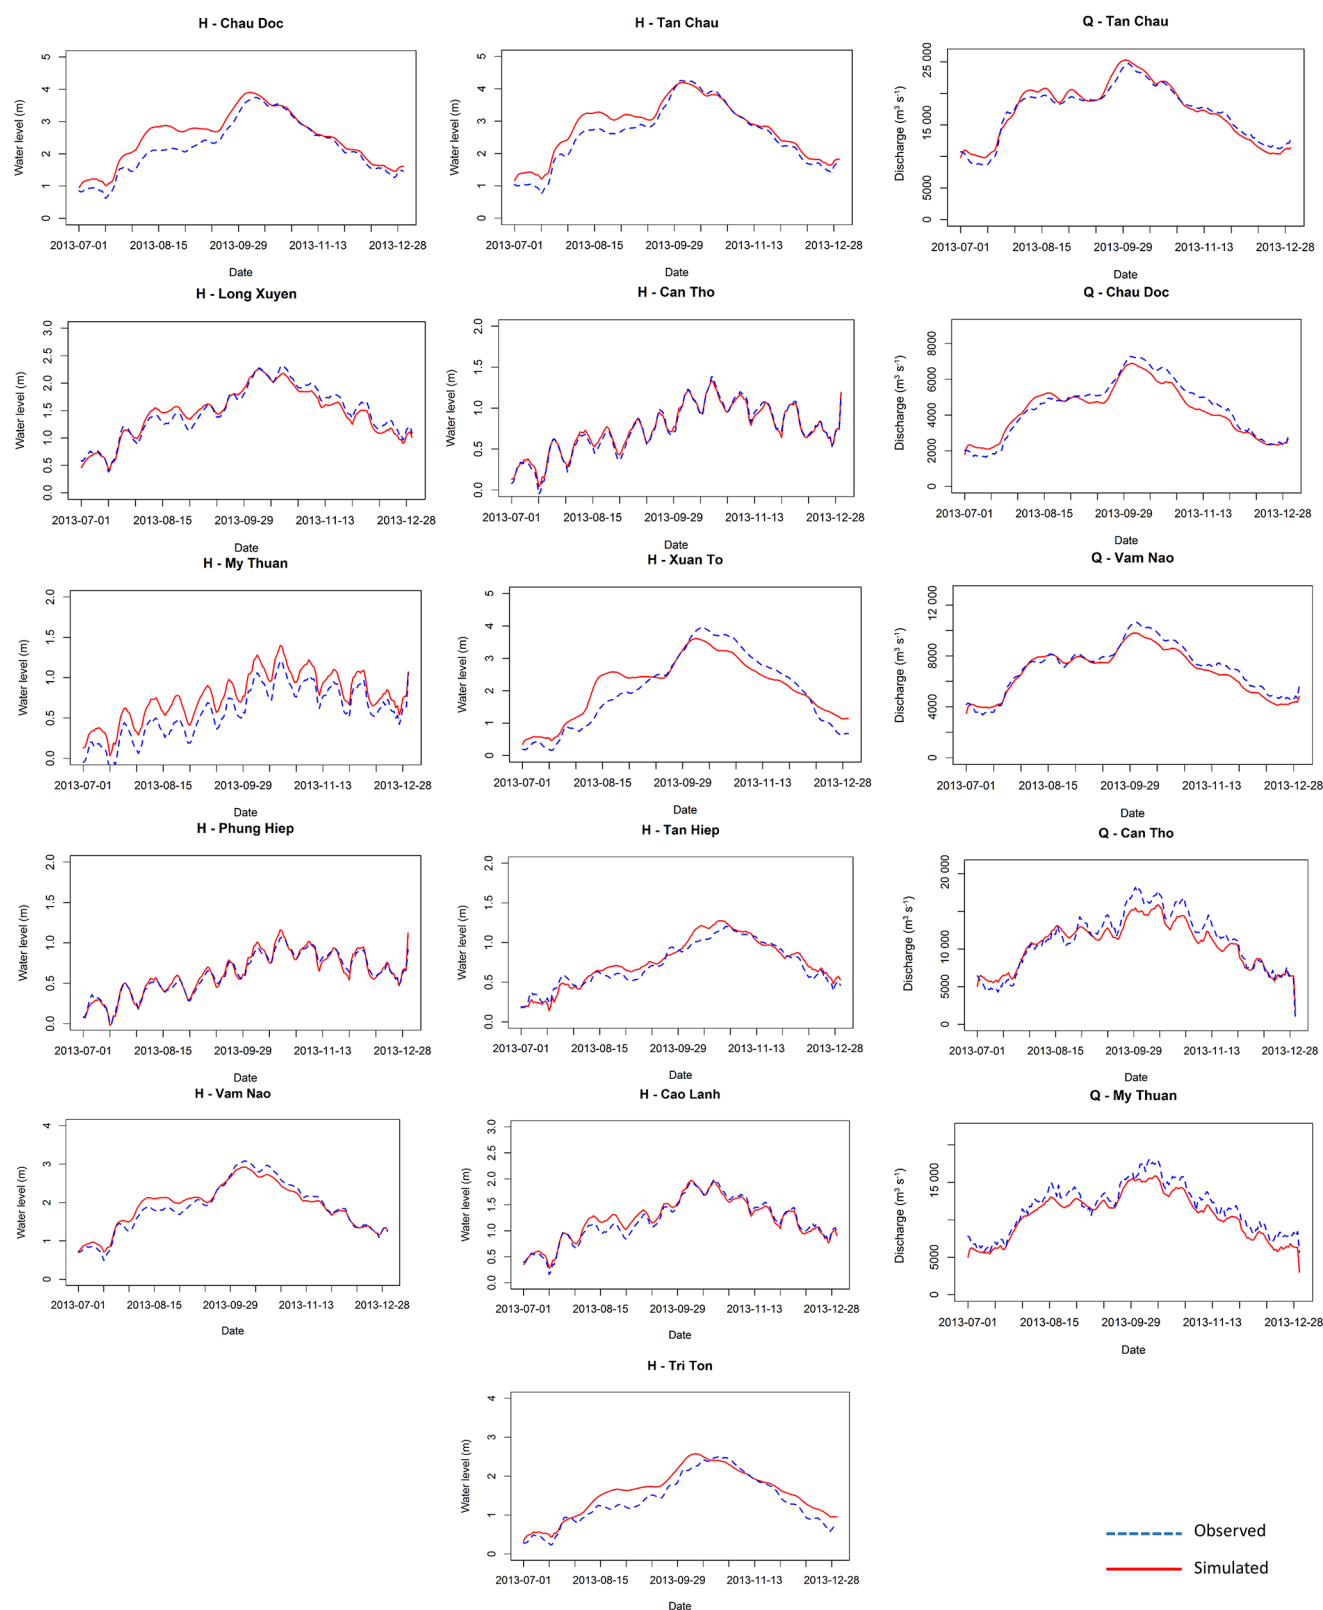 H - Chau Doc
Water level (m)
5
4
3
2
1
0
2013-07-01 2013-08-15 2013-09-29 2013-11-13 2013-12-28
Date
H - Tan Chau
Water level (m)
5
4
3
2
1
0
2013-07-01 2013-08-15 2013-09-29 2013-11-13 2013-12-28
Date
Q - Tan Chau
Discharge (m³ s⁻¹)
25 000
15 000
5000
0
2013-07-01 2013-08-15 2013-09-29 2013-11-13 2013-12-28
H - Long Xuyen
Water level (m)
3.0
2.5
2.0
1.5
1.0
0.5
0.0
2013-07-01 2013-08-15 2013-09-29 2013-11-13 2013-12-28
Date
H - Can Tho
Water level (m)
2.0
1.5
1.0
0.5
0.0
2013-07-01 2013-08-15 2013-09-29 2013-11-13 2013-12-28
Date
Date
Q - Chau Doc
Discharge (m³ s⁻¹)
8000
6000
4000
2000
0
2013-07-01 2013-08-15 2013-09-29 2013-11-13 2013-12-28
Date
H - My Thuan
Water level (m)
2.0
1.5
1.0
0.5
0.0
2013-07-01 2013-08-15 2013-09-29 2013-11-13 2013-12-28
Date
H - Xuan To
Water level (m)
5
4
3
2
1
0
2013-07-01 2013-08-15 2013-09-29 2013-11-13 2013-12-28
Date
Q - Vam Nao
Discharge (m³ s⁻¹)
12 000
8000
4000
0
2013-07-01 2013-08-15 2013-09-29 2013-11-13 2013-12-28
Date
H - Phung Hiep
Water level (m)
2.0
1.5
1.0
0.5
0.0
2013-07-01 2013-08-15 2013-09-29 2013-11-13 2013-12-28
Date
H - Tan Hiep
Water level (m)
2.0
1.5
1.0
0.5
0.0
2013-07-01 2013-08-15 2013-09-29 2013-11-13 2013-12-28
Date
Q - Can Tho
Discharge (m³ s⁻¹)
20 000
10 000
5000
0
2013-07-01 2013-08-15 2013-09-29 2013-11-13 2013-12-28
Date
H - Vam Nao
Water level (m)
4
3
2
1
0
2013-07-01 2013-08-15 2013-09-29 2013-11-13 2013-12-28
Date
H - Cao Lanh
Water level (m)
3.0
2.5
2.0
1.5
1.0
0.5
0.0
2013-07-01 2013-08-15 2013-09-29 2013-11-13 2013-12-28
Date
Q - My Thuan
Discharge (m³ s⁻¹)
15 000
5000
0
2013-07-01 2013-08-15 2013-09-29 2013-11-13 2013-12-28
Date
H - Tri Ton
Water level (m)
4
3
2
1
0
2013-07-01 2013-08-15 2013-09-29 2013-11-13 2013-12-28
Date
Observed
Simulated